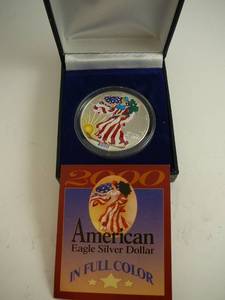 2000
American
Eagle Silver Dollar
IN FULL COLOR